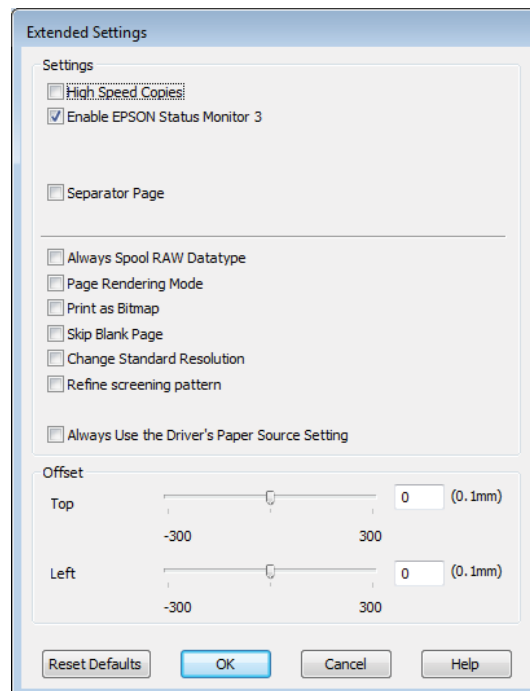 Extended Settings
Settings
High Speed Copies
Enable EPSON Status Monitor 3
Separator Page
Always Spool RAW Datatype
Page Rendering Mode
Print as Bitmap
Skip Blank Page
Change Standard Resolution
Refine screening pattern
Always Use the Driver's Paper Source Setting
Offset
Top 0 (0.1mm)
-300 300
Left 0 (0.1mm)
-300 300
Reset Defaults OK Cancel Help